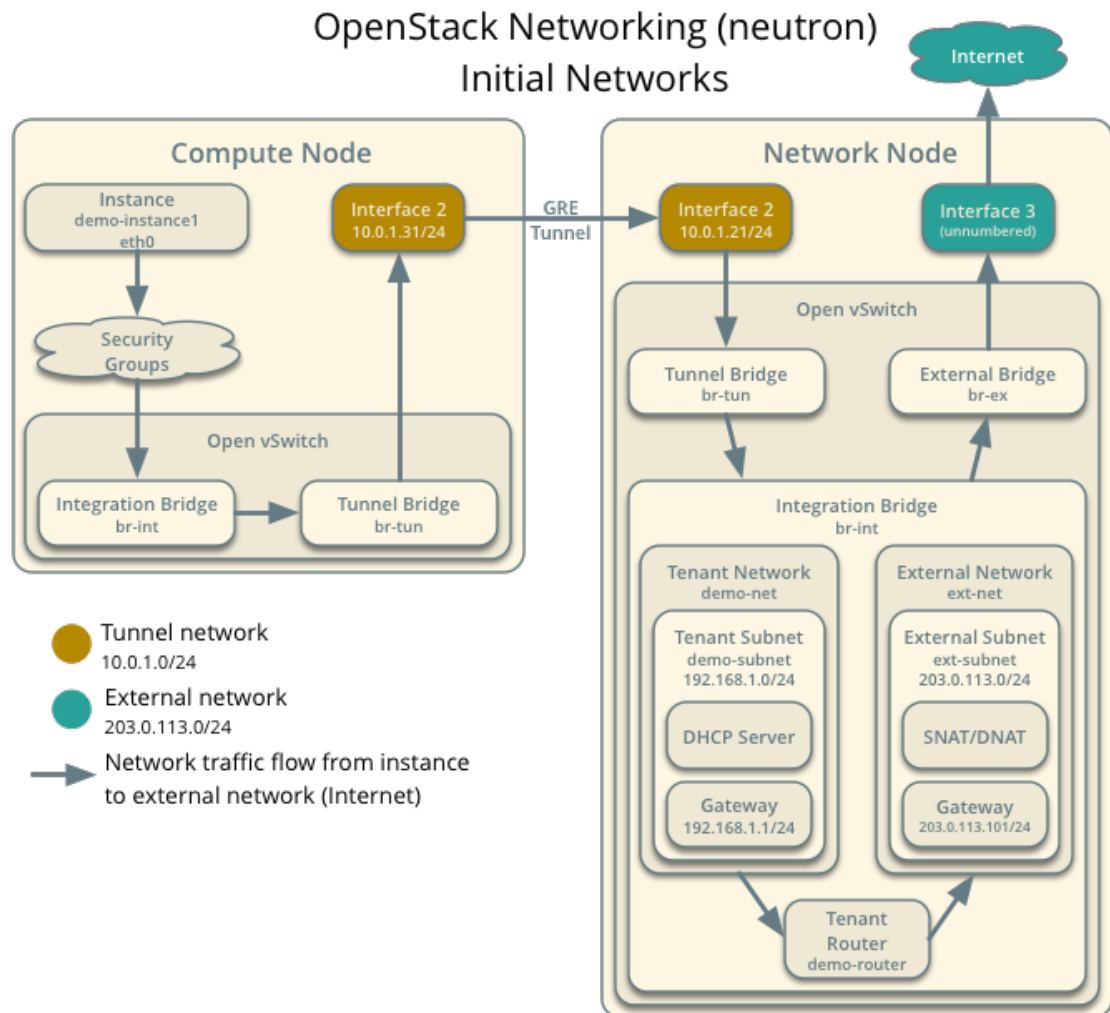 OpenStack Networking (neutron)
Initial Networks
Internet
Compute Node
Instance
demo-instance1
eth0
Interface 2
10.0.1.31/24
Security
Groups
Open vSwitch
Integration Bridge
br-int
Tunnel Bridge
br-tun
GRE
Tunnel
Network Node
Interface 2
10.0.1.21/24
Interface 3
(unnumbered)
Open vSwitch
Tunnel Bridge
br-tun
External Bridge
br-ex
Integration Bridge
br-int
Tenant Network
demo-net
Tenant Subnet
demo-subnet
192.168.1.0/24
DHCP Server
Gateway
192.168.1.1/24
External Network
ext-net
External Subnet
ext-subnet
203.0.113.0/24
SNAT/DNAT
Gateway
203.0.113.101/24
Tenant
Router
demo-router
Tunnel network
10.0.1.0/24
External network
203.0.113.0/24
Network traffic flow from instance
to external network (Internet)